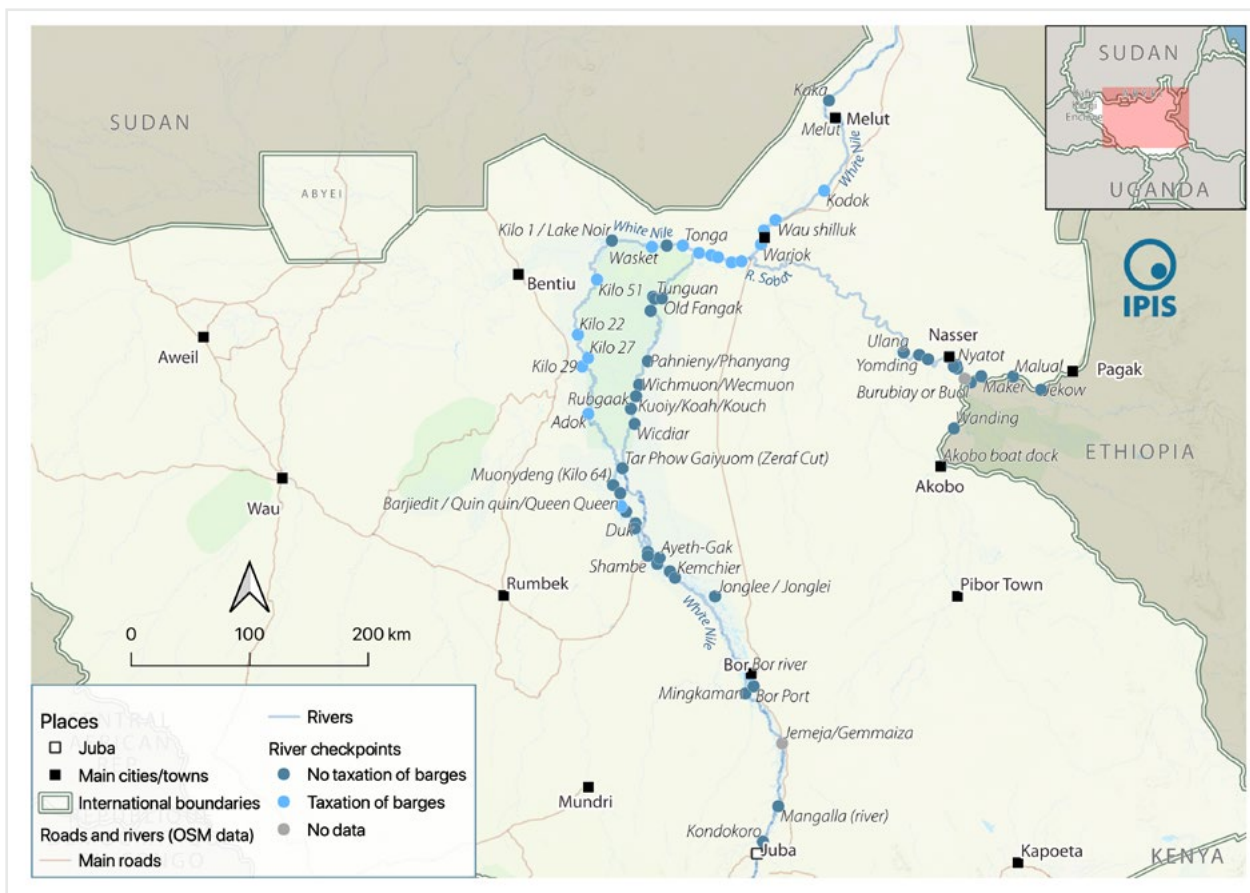 SUDAN
ABYEI
Kaka
Melut
Melut
White Nile
Kodok
Wau shilluk
Warjok
Kilo 1 / Lake Noir
White Nile
Tonga
Wasket
R. Sobat
Bentiu
Kilo 51
Tunguan
Old Fangak
Kilo 22
Kilo 27
Kilo 29
Aweil
Pahnieny/Phanyang
Wichmuon/Wecmuon
Rubgaak
Kuoiy/Koah/Kouch
Adok
Wicdiar
Ulang
Nasser
Nyatot
Yomding
Malual
Pagak
Burubiay or Buoi
Maker
Jekow
Wanding
ETHIOPIA
Akobo boat dock
Akobo
Tar Phow Gaiyuom (Zeraf Cut)
Muonydeng (Kilo 64)
Wau
Barjiedit / Quin quin/Queen Queen
Duk
Ayeth-Gak
Shambe
Kemchier
Rumbek
Jonglee / Jonglei
Pibor Town
White Nile
Bor
Bor river
Mingkaman
Bor Port
Jemeja/Gemmaiza
Mundri
Mangalla (river)
Kondokoro
Juba
Kapoeta
KENYA
SUDAN
UGANDA
IPIS
0
100
200 km
Places
Juba
Main cities/towns
International boundaries
Roads and rivers (OSM data)
Main roads
Rivers
River checkpoints
No taxation of barges
Taxation of barges
No data